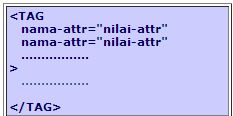 <TAG
nama-attr="nilai-attr"
nama-attr="nilai-attr"
.................
>
.................
</TAG>